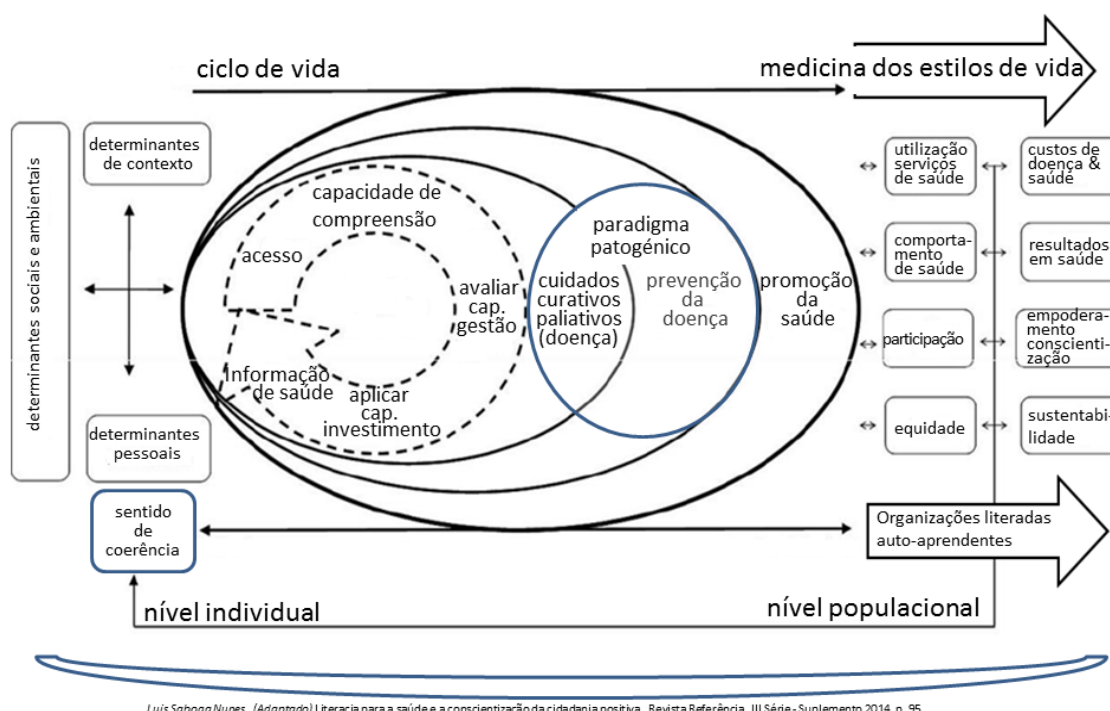 ciclo de vida
medicina dos estilos de vida
determinantes sociais e ambientais
determinantes
de contexto
determinantes
pessoais
sentido
de
coerência
capacidade de
compreensão
acesso
avaliar
cap.
gestão
Informação
de saúde
aplicar
cap.
investimento
paradigma
patogénico
cuidados
curativos
paliativos
(doença)
prevenção
da
doença
promoção
da
saúde
utilização
serviços
de saúde
custos de
doença &
saúde
comporta-
mento
de saúde
resultados
em saúde
participação
empodera-
mento
conscienti-
zação
equidade
sustentabi-
lidade
Organizações literadas
auto-aprendentes
nível individual
nível populacional
Luis Saboga Nunes, (Adaptado) Literacia para a saúde e a conscientização da cidadania positiva, Revista Referência, III Série - Suplemento 2014, p. 95